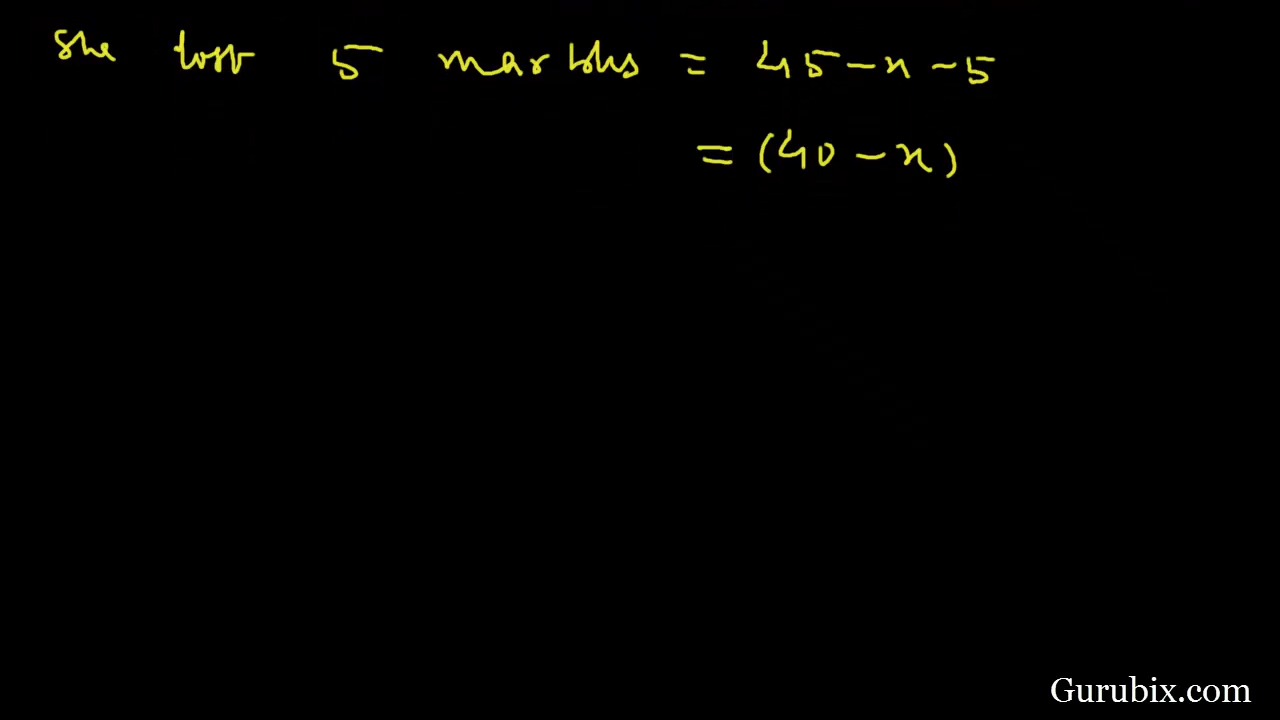 She lost 5 marbles = 45 - x - 5
= (40 - x)
Gurubix.com